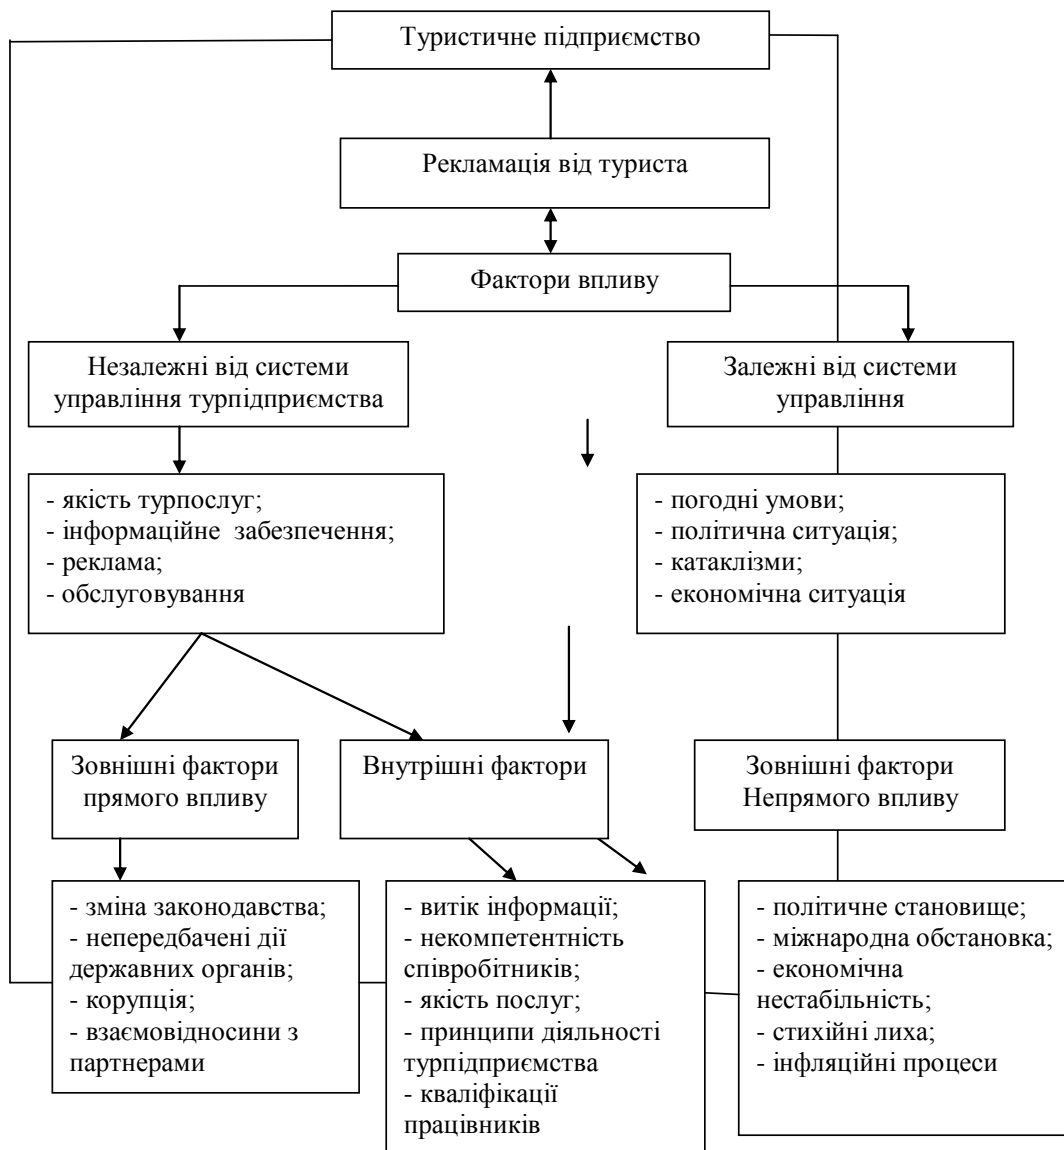 Туристичне підприємство
Рекламація від туриста
Фактори впливу
Незалежні від системи
управління турпідприємства
Залежні від системи
управління
- якість турпослуг;
- інформаційне забезпечення;
- реклама;
- обслуговування
- погодні умови;
- політична ситуація;
- катаклізми;
- економічна ситуація
Зовнішні фактори
прямого впливу
Внутрішні фактори
Зовнішні фактори
Непрямого впливу
- зміна законодавства;
- непередбачені дії
державних органів;
- корупція;
- взаємовідносини з
партнерами
- витік інформації;
- некомпетентність
співробітників;
- якість послуг;
- принципи діяльності
турпідприємства
- кваліфікації
працівників
- політичне становище;
- міжнародна обстановка;
- економічна
нестабільність;
- стихійні лиха;
- інфляційні процеси